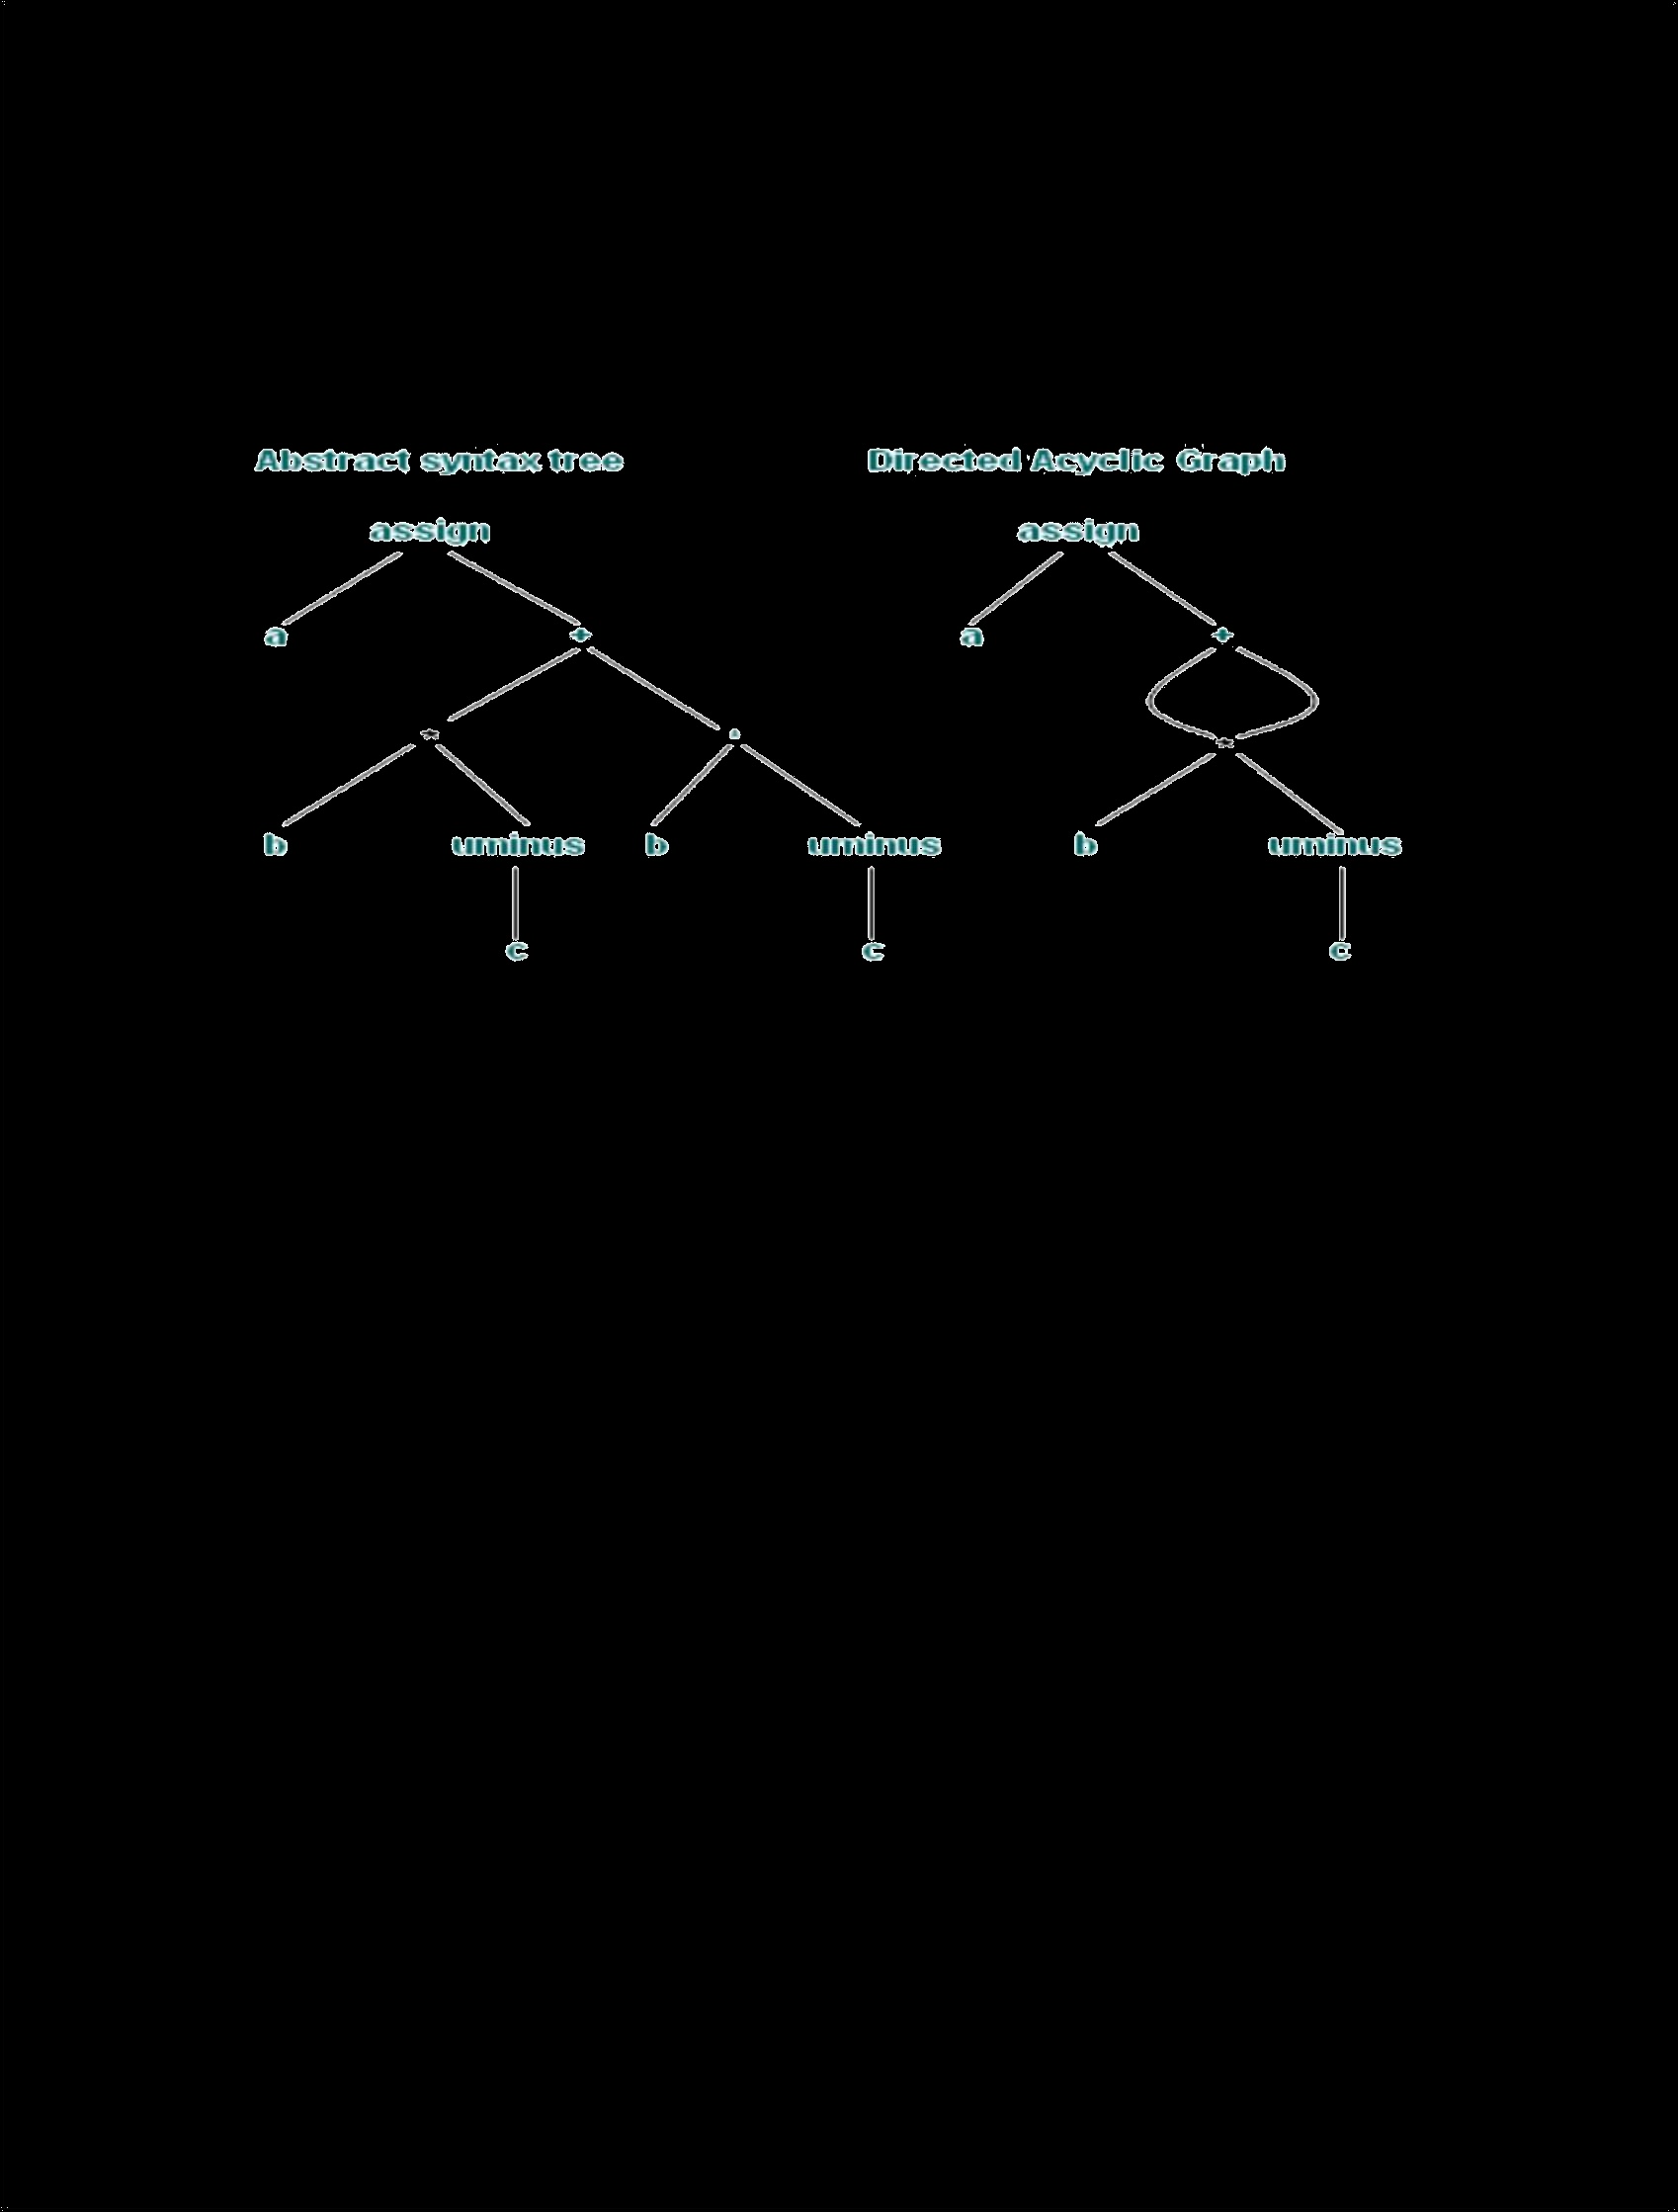 Abstract syntax tree Directed Acyclic Graph
assign assign
a + a +
* * *
b uminus b uminus b uminus
c c c